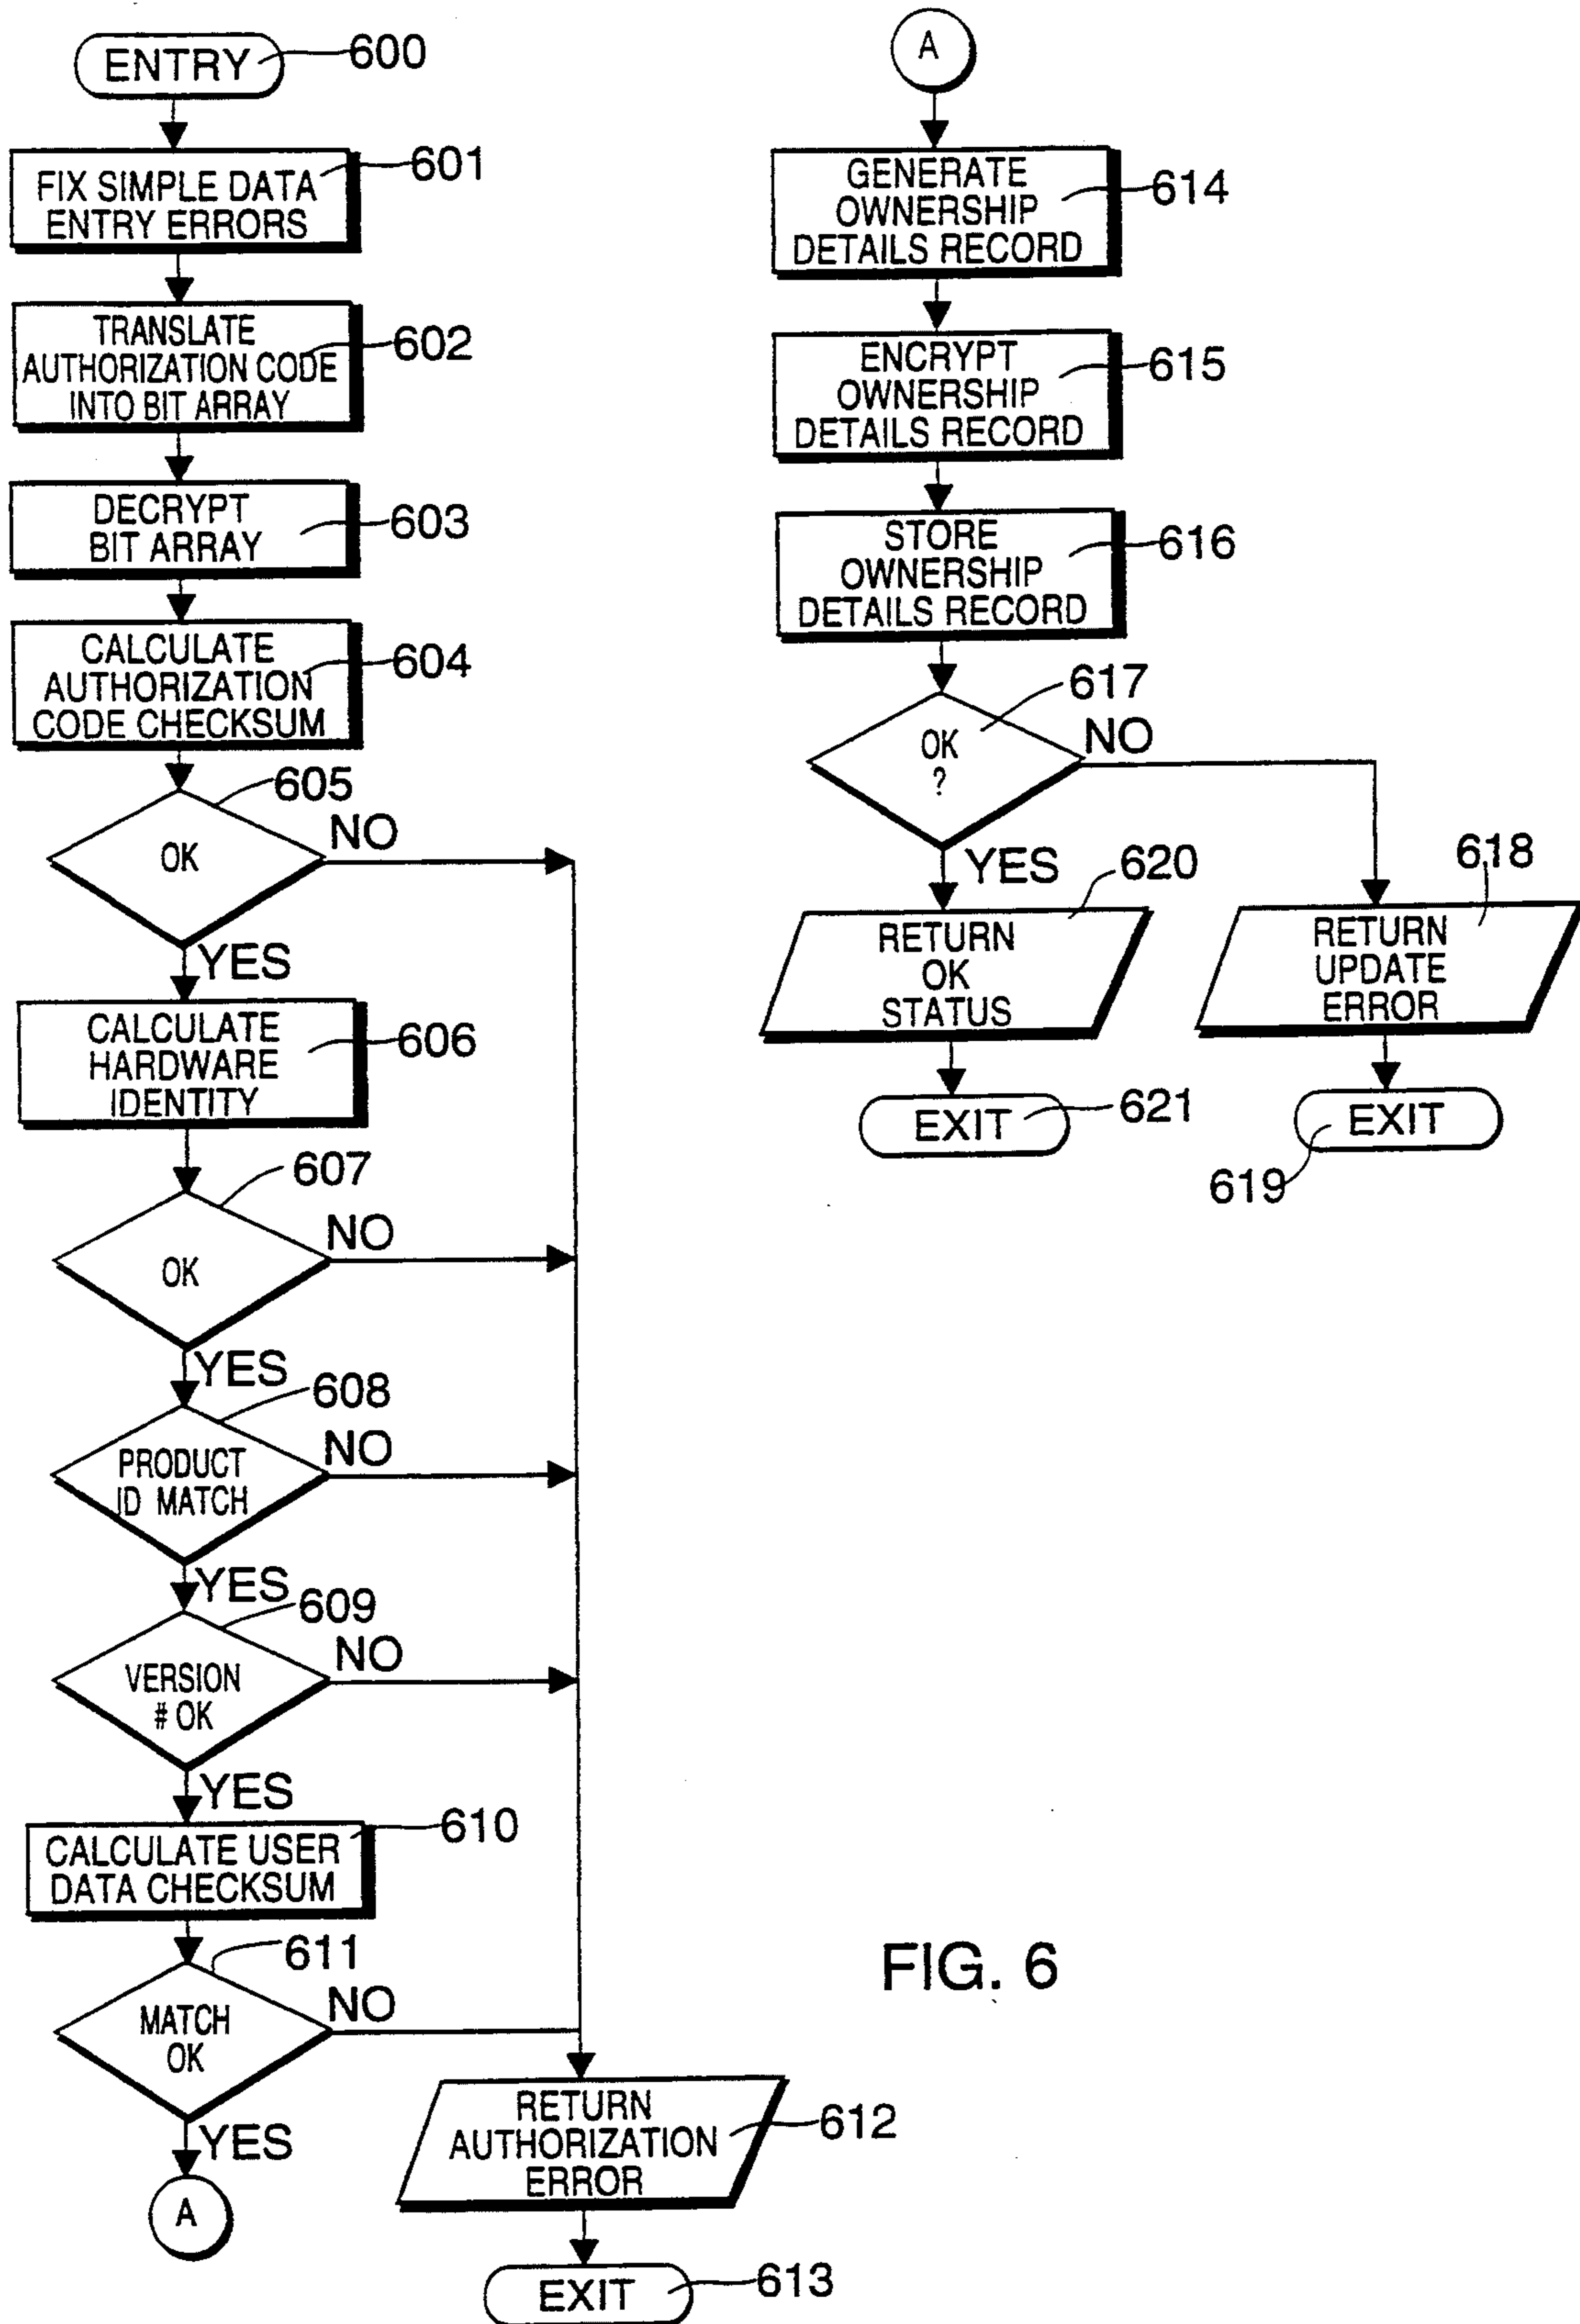 ENTRY
600
FIX SIMPLE DATA
ENTRY ERRORS
601
TRANSLATE
AUTHORIZATION CODE
INTO BIT ARRAY
602
DECRYPT
BIT ARRAY
603
CALCULATE
AUTHORIZATION
CODE CHECKSUM
604
605
OK
NO
YES
CALCULATE
HARDWARE
IDENTITY
606
607
OK
NO
YES
608
PRODUCT
ID MATCH
NO
YES
609
VERSION
# OK
NO
YES
CALCULATE USER
DATA CHECKSUM
610
611
MATCH
OK
NO
YES
A
RETURN
AUTHORIZATION
ERROR
612
EXIT
613
A
GENERATE
OWNERSHIP
DETAILS RECORD
614
ENCRYPT
OWNERSHIP
DETAILS RECORD
615
STORE
OWNERSHIP
DETAILS RECORD
616
617
OK
?
NO
YES
620
RETURN
OK
STATUS
EXIT
621
618
RETURN
UPDATE
ERROR
EXIT
619
FIG. 6